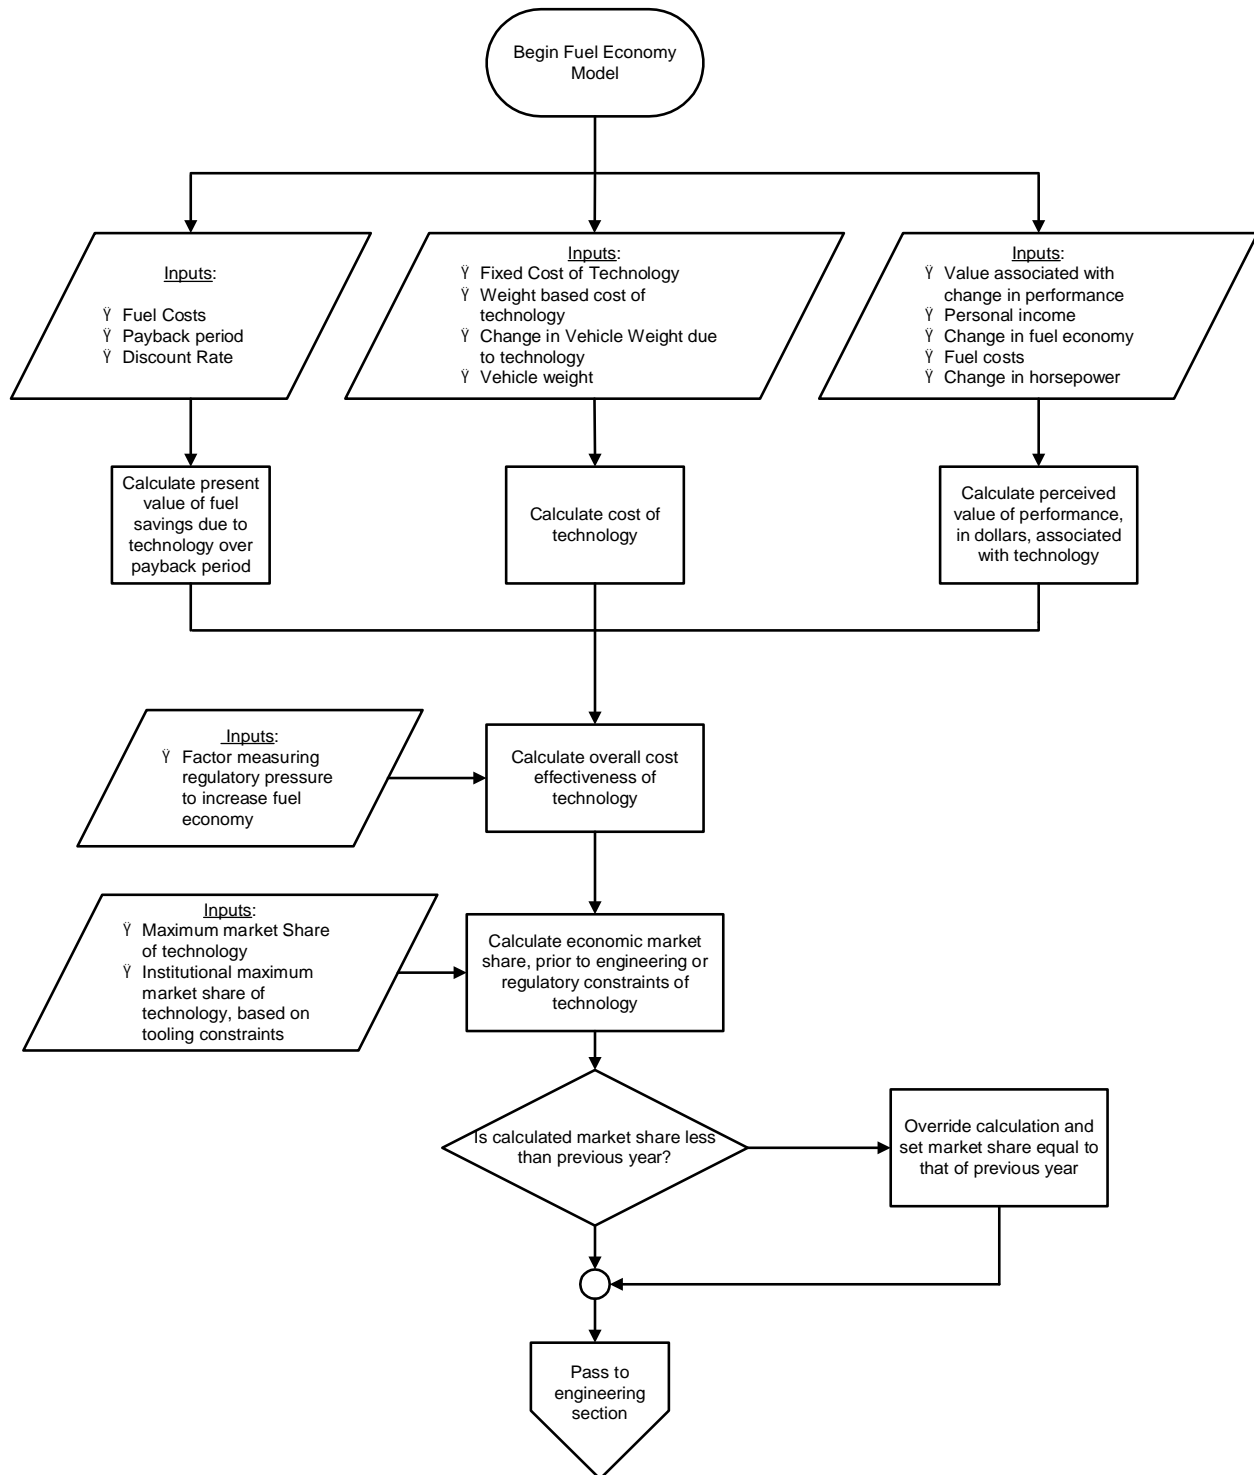 Begin Fuel Economy
Model
Inputs:
Ÿ Fuel Costs
Ÿ Payback period
Ÿ Discount Rate
Inputs:
Ÿ Fixed Cost of Technology
Ÿ Weight based cost of
technology
Ÿ Change in Vehicle Weight due
to technology
Ÿ Vehicle weight
Inputs:
Ÿ Value associated with
change in performance
Ÿ Personal income
Ÿ Change in fuel economy
Ÿ Fuel costs
Ÿ Change in horsepower
Calculate present
value of fuel
savings due to
technology over
payback period
Calculate cost of
technology
Calculate perceived
value of performance,
in dollars, associated
with technology
Inputs:
Ÿ Factor measuring
regulatory pressure
to increase fuel
economy
Calculate overall cost
effectiveness of
technology
Inputs:
Ÿ Maximum market Share
of technology
Ÿ Institutional maximum
market share of
technology, based on
tooling constraints
Calculate economic market
share, prior to engineering or
regulatory constraints of
technology
Is calculated market share less
than previous year?
Override calculation and
set market share equal to
that of previous year
Pass to
engineering
section